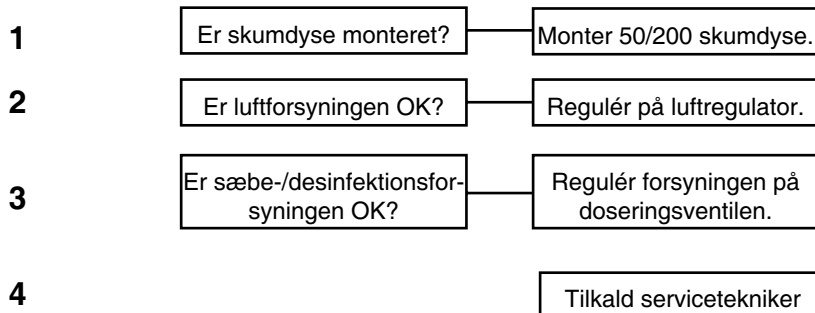 1
Er skumdyse monteret?
Monter 50/200 skumdyse.
2
Er luftforsyningen OK?
Regulér på luftregulator.
3
Er sæbe-/desinfektionsfor-
syningen OK?
Regulér forsyningen på
doseringsventilen.
4
Tilkald servicetekniker